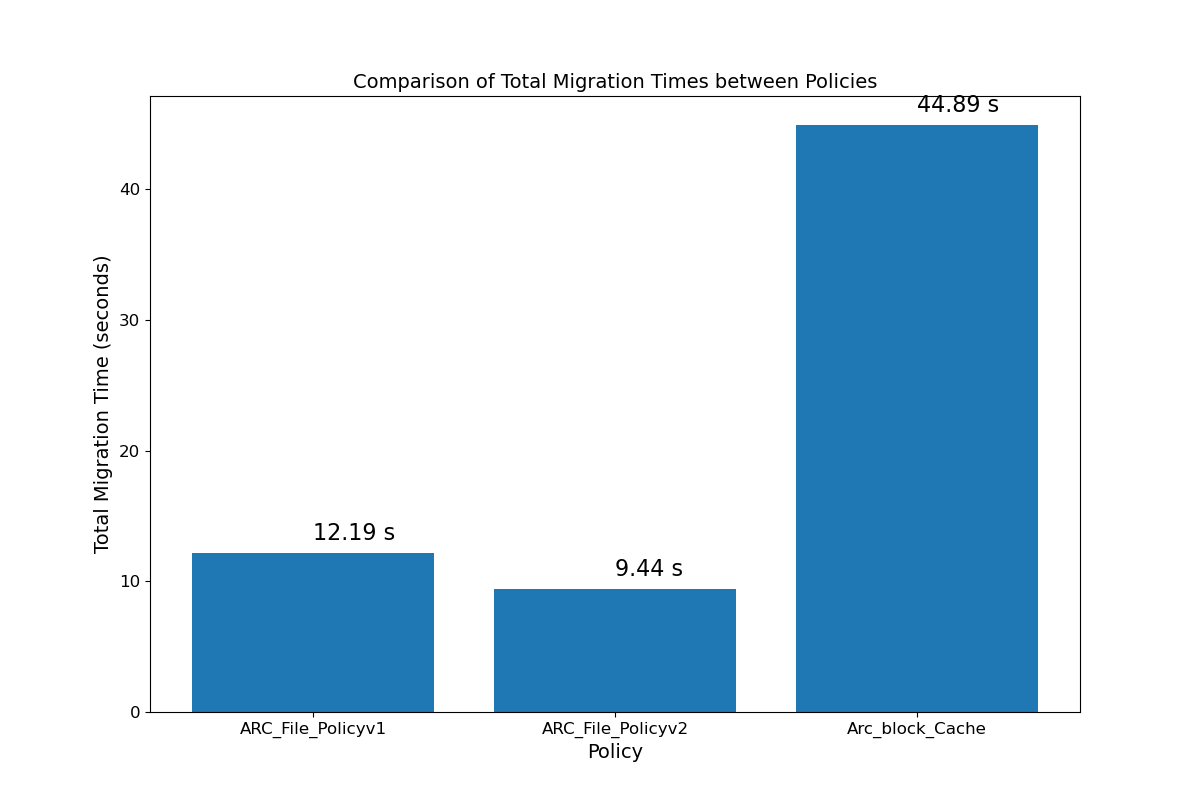 Comparison of Total Migration Times between Policies
44.89 s
40
30
20
12.19 s
9.44 s
10
0
Total Migration Time (seconds)
ARC_File_Policyv1
ARC_File_Policyv2
Arc_block_Cache
Policy